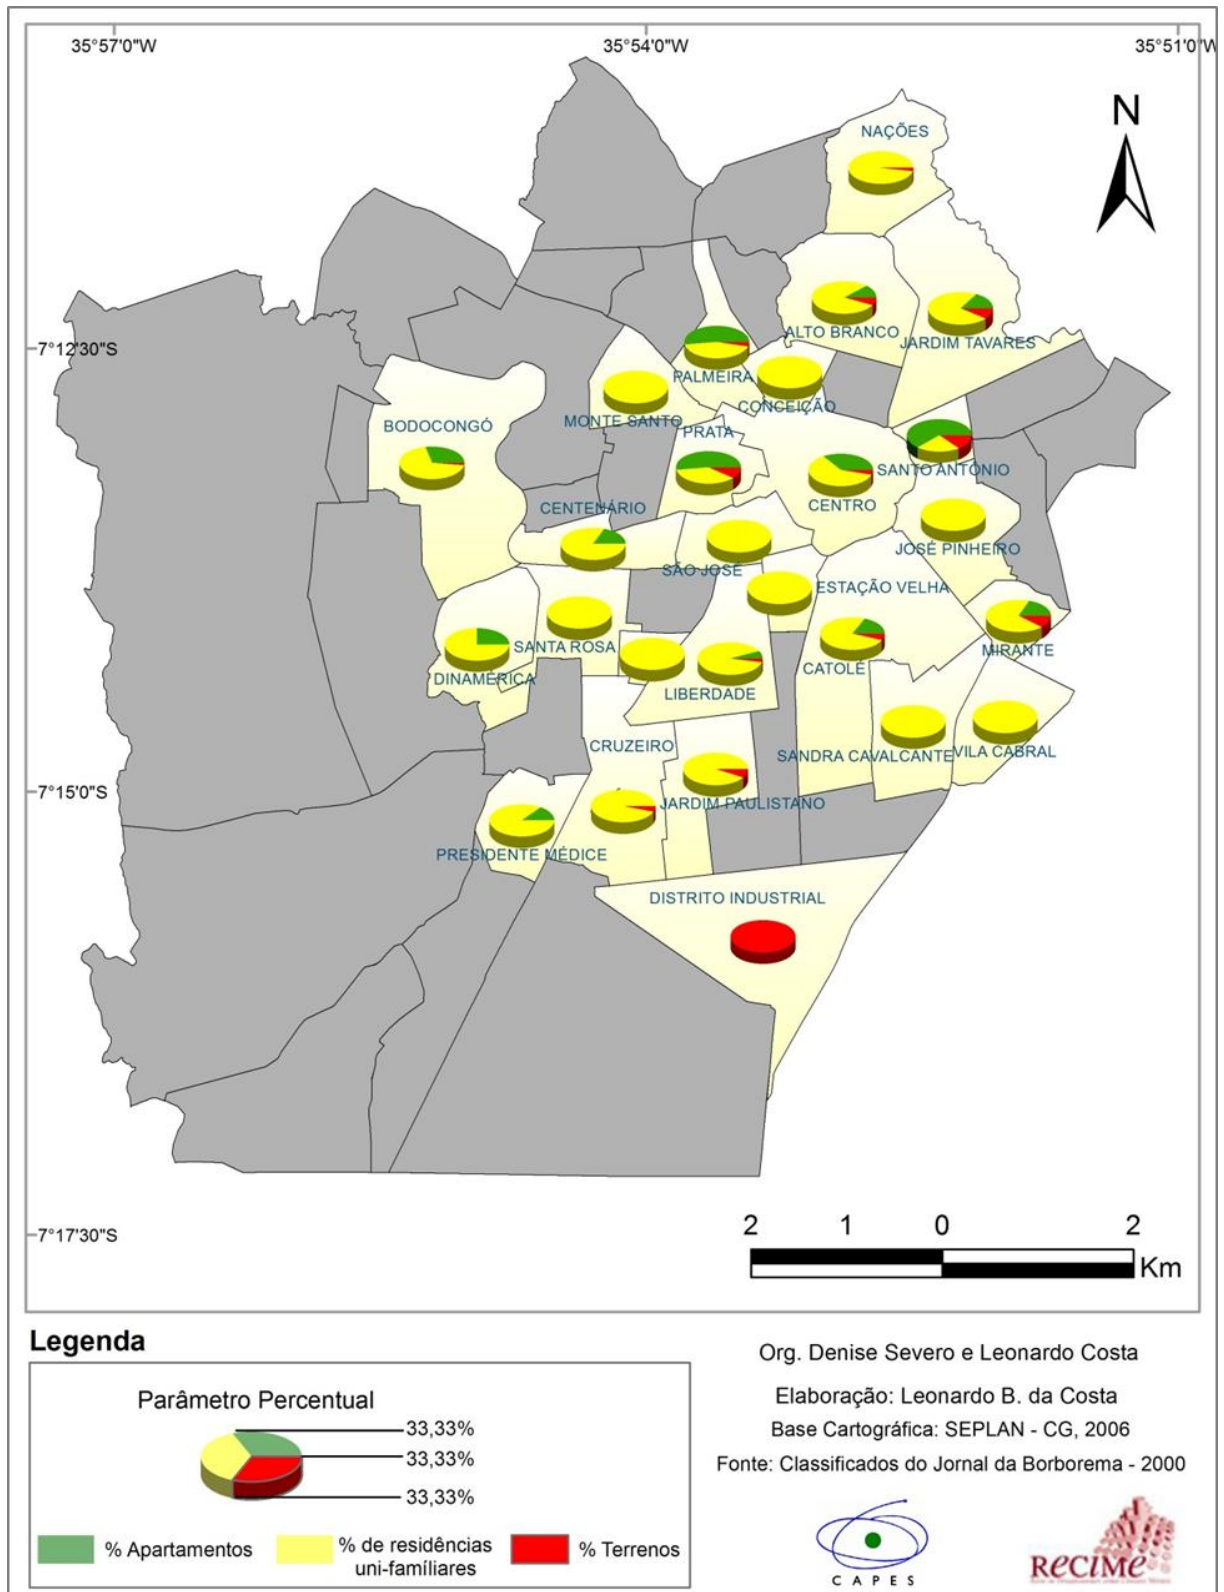 35°57'0"W
35°54'0"W
35°51'0"W
N
NAÇÕES
ALTO BRANCO
JARDIM TAVARES
7°12'30"S
PALMEIRA
CONCEIÇÃO
MONTE SANTO
BODOCONGÓ
PRATA
SANTO ANTÔNIO
CENTENÁRIO
CENTRO
JOSÉ PINHEIRO
SÃO JOSÉ
ESTAÇÃO VELHA
SANTA ROSA
MIRANTE
CATOLÉ
DINAMÉRICA
LIBERDADE
CRUZEIRO
SANDRA CAVALCANTE
VILA CABRAL
7°15'0"S
JARDIM PAULISTANO
PRESIDENTE MÉDICE
DISTRITO INDUSTRIAL
7°17'30"S
2 1 0 2
Km
Legenda
Parâmetro Percentual
33,33%
33,33%
33,33%
% Apartamentos
% de residências
uni-famíliares
% Terrenos
Org. Denise Severo e Leonardo Costa
Elaboração: Leonardo B. da Costa
Base Cartográfica: SEPLAN - CG, 2006
Fonte: Classificados do Jornal da Borborema - 2000
CAPES
ReCiMe